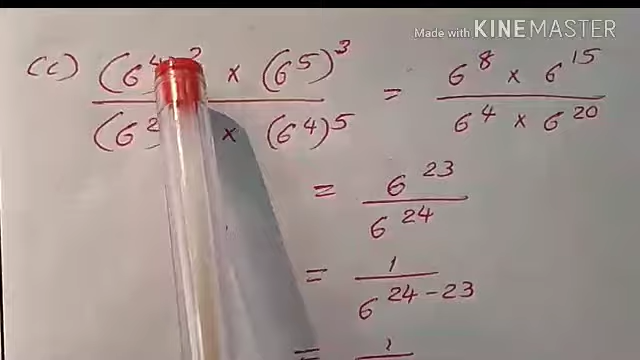 Made with KINEMASTER
(c) (6⁴)² × (6⁵)³ / (6² × (6⁴)⁵ = 6⁸ × 6¹⁵ / 6⁴ × 6²⁰
= 6²³ / 6²⁴
= 1 / 6²⁴⁻²³
= 1